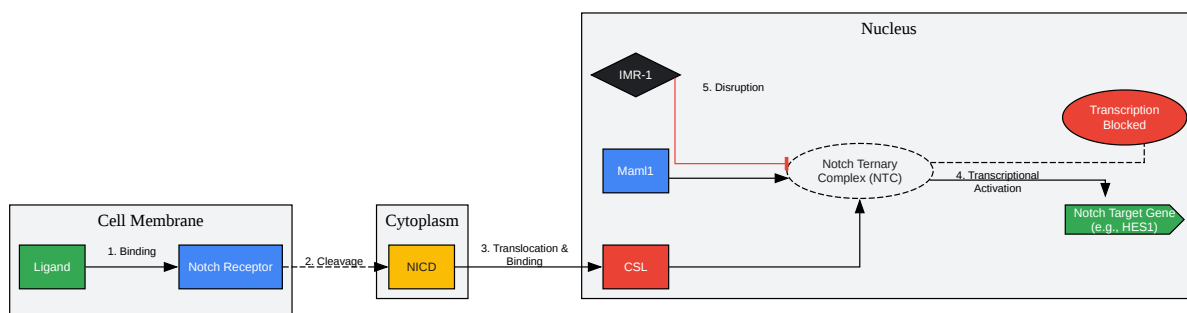 Cell Membrane
Ligand
1. Binding
Notch Receptor
2. Cleavage
Cytoplasm
NICD
3. Translocation &
Binding
Nucleus
IMR-1
5. Disruption
Maml1
CSL
Notch Ternary
Complex (NTC)
4. Transcriptional
Activation
Transcription
Blocked
Notch Target Gene
(e.g., HES1)